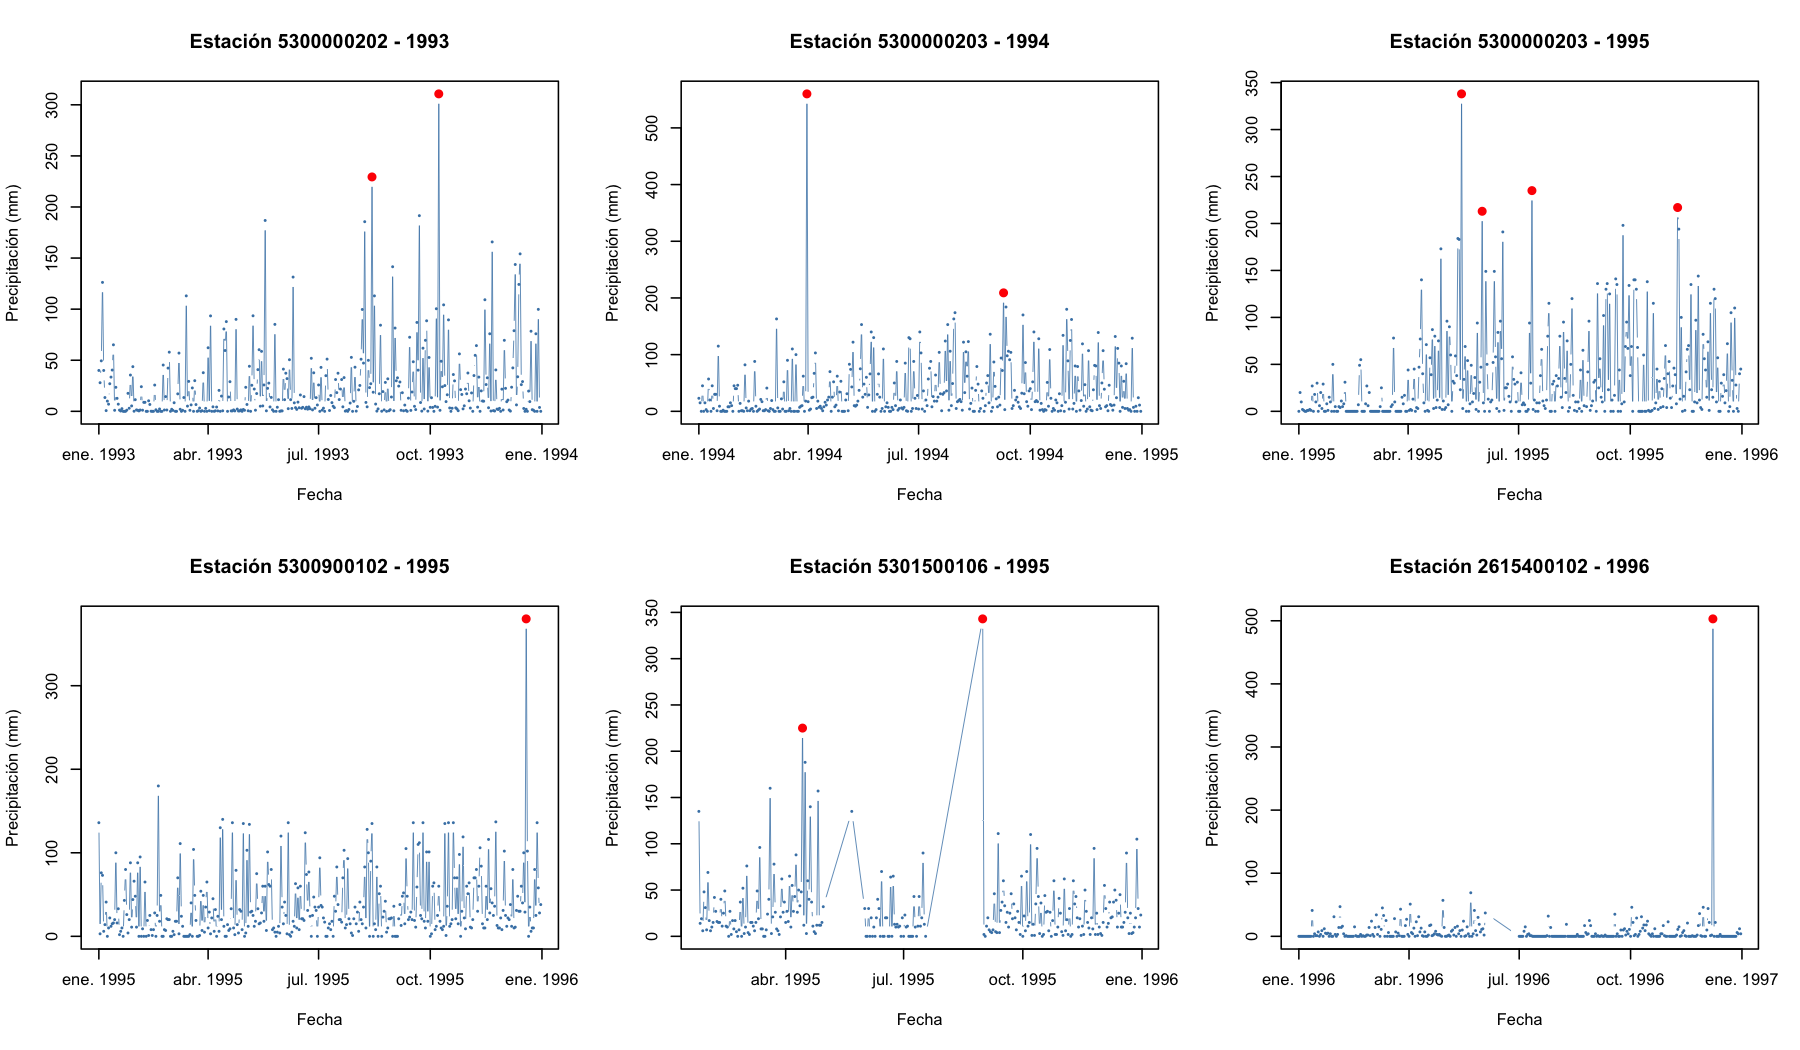 Estación 5300000202 - 1993
Precipitación (mm)
300
250
200
150
100
50
0
ene. 1993 abr. 1993 jul. 1993 oct. 1993 ene. 1994
Fecha
Estación 5300000203 - 1994
Precipitación (mm)
500
400
300
200
100
0
ene. 1994 abr. 1994 jul. 1994 oct. 1994 ene. 1995
Fecha
Estación 5300000203 - 1995
Precipitación (mm)
350
300
250
200
150
100
50
0
ene. 1995 abr. 1995 jul. 1995 oct. 1995 ene. 1996
Fecha
Estación 5300900102 - 1995
Precipitación (mm)
300
200
100
0
ene. 1995 abr. 1995 jul. 1995 oct. 1995 ene. 1996
Fecha
Estación 5301500106 - 1995
Precipitación (mm)
350
300
250
200
150
100
50
0
abr. 1995 jul. 1995 oct. 1995 ene. 1996
Fecha
Estación 2615400102 - 1996
Precipitación (mm)
500
400
300
200
100
0
ene. 1996 abr. 1996 jul. 1996 oct. 1996 ene. 1997
Fecha